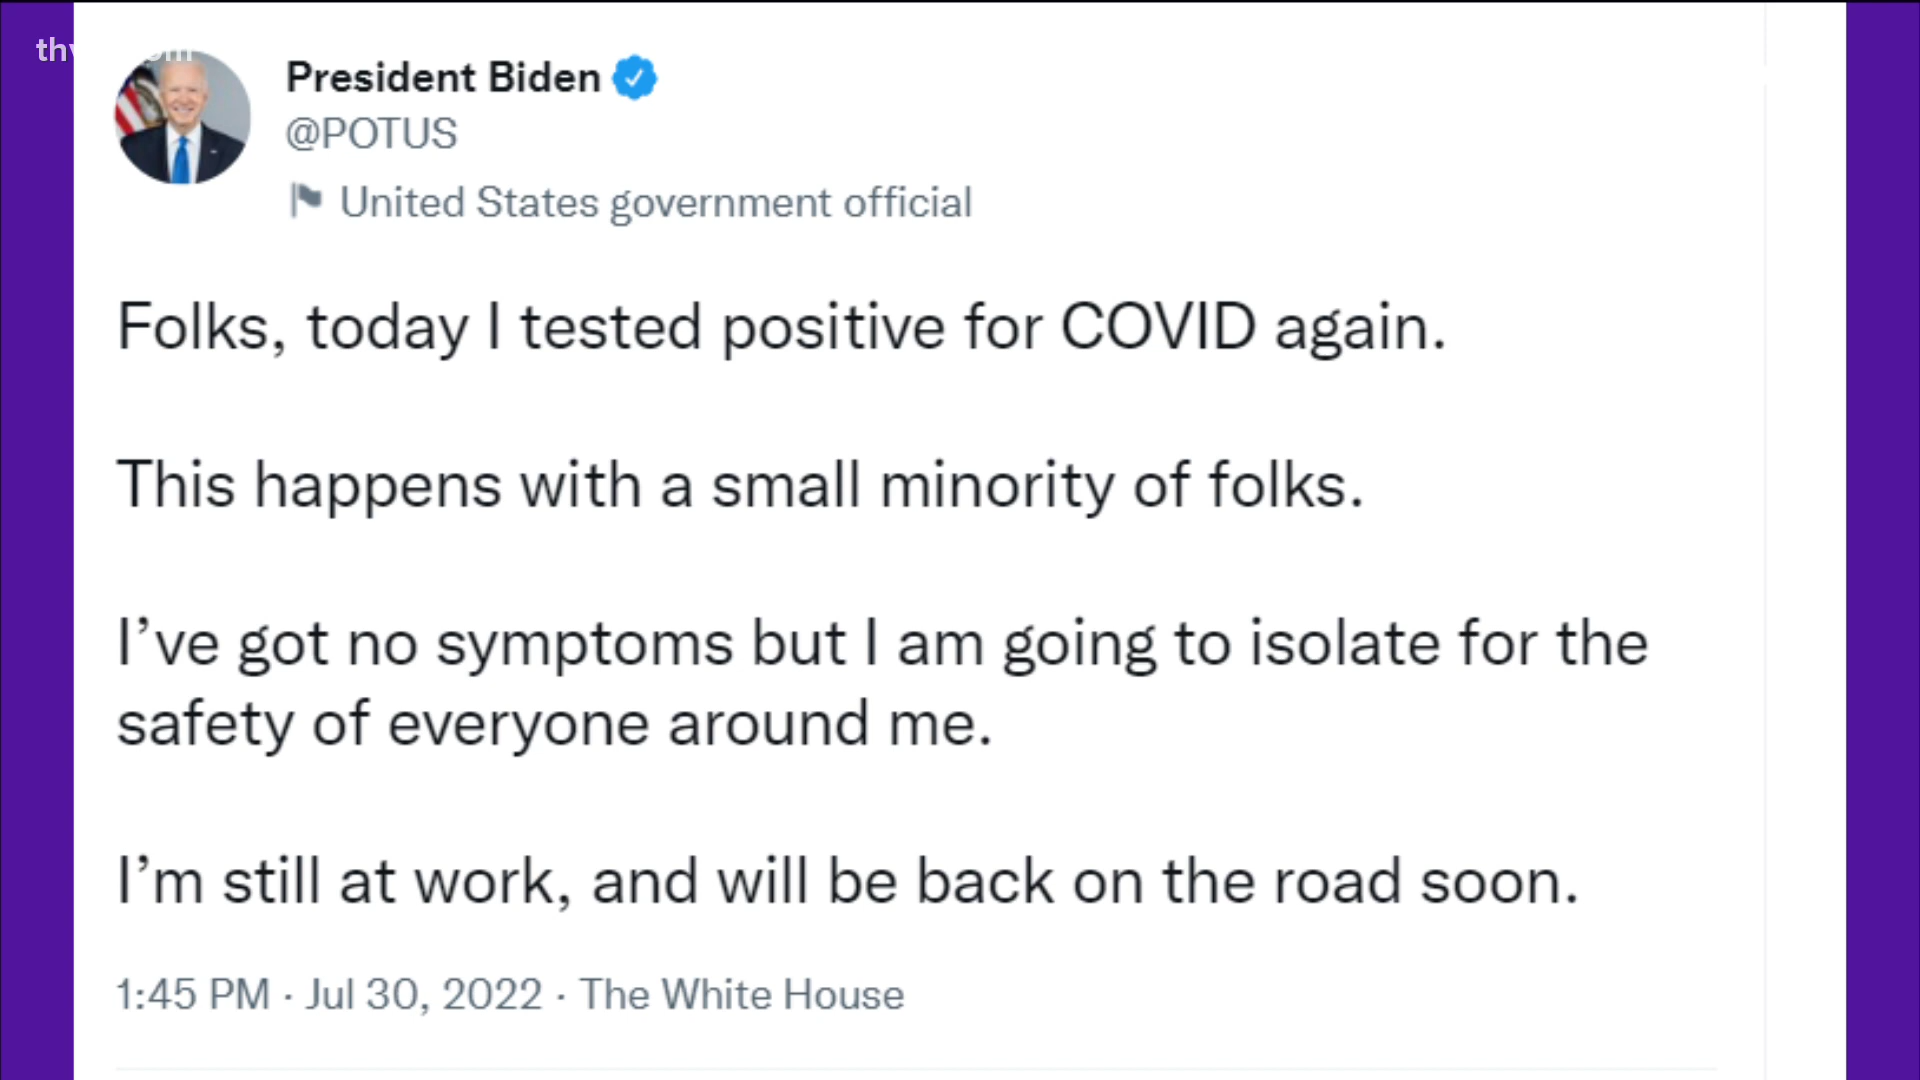 President Biden
@POTUS
United States government official
Folks, today I tested positive for COVID again.
This happens with a small minority of folks.
I’ve got no symptoms but I am going to isolate for the
safety of everyone around me.
I’m still at work, and will be back on the road soon.
1:45 PM · Jul 30, 2022 · The White House